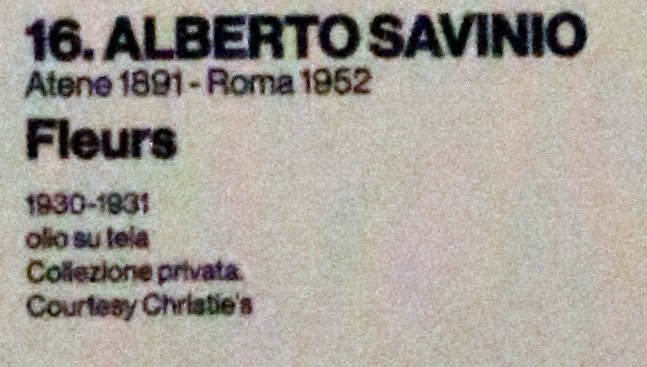 16. ALBERTO SAVINIO
Atene 1891 - Roma 1952
Fleurs
1930-1931
olio su tela
Collezione privata.
Courtesy Christie's